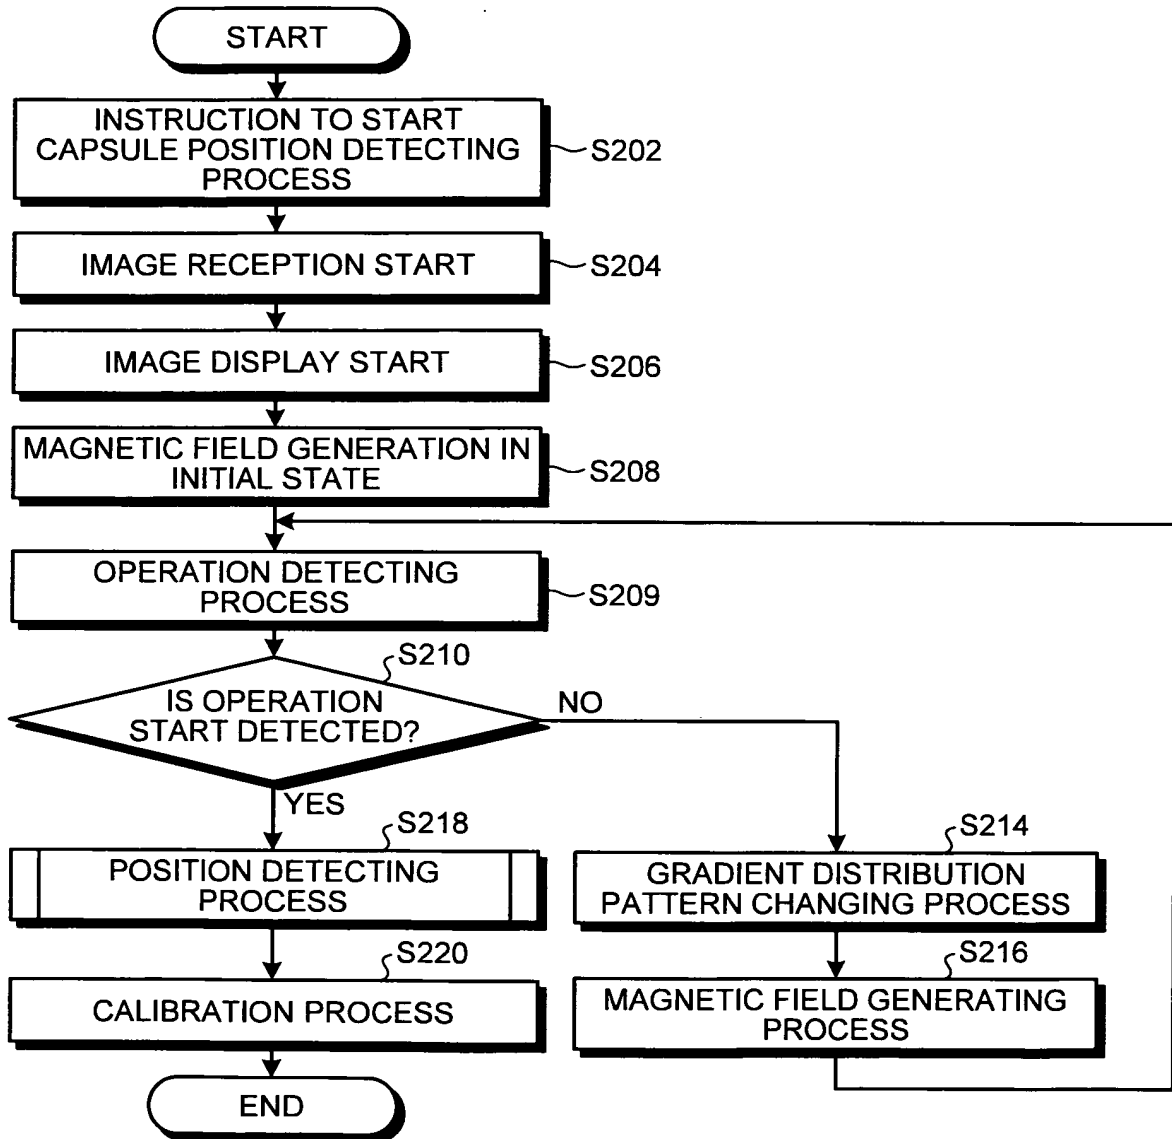 START
INSTRUCTION TO START
CAPSULE POSITION DETECTING
PROCESS
S202
IMAGE RECEPTION START
S204
IMAGE DISPLAY START
S206
MAGNETIC FIELD GENERATION IN
INITIAL STATE
S208
OPERATION DETECTING
PROCESS
S209
S210
IS OPERATION
START DETECTED?
NO
YES
S218
POSITION DETECTING
PROCESS
S214
GRADIENT DISTRIBUTION
PATTERN CHANGING PROCESS
S220
CALIBRATION PROCESS
S216
MAGNETIC FIELD GENERATING
PROCESS
END